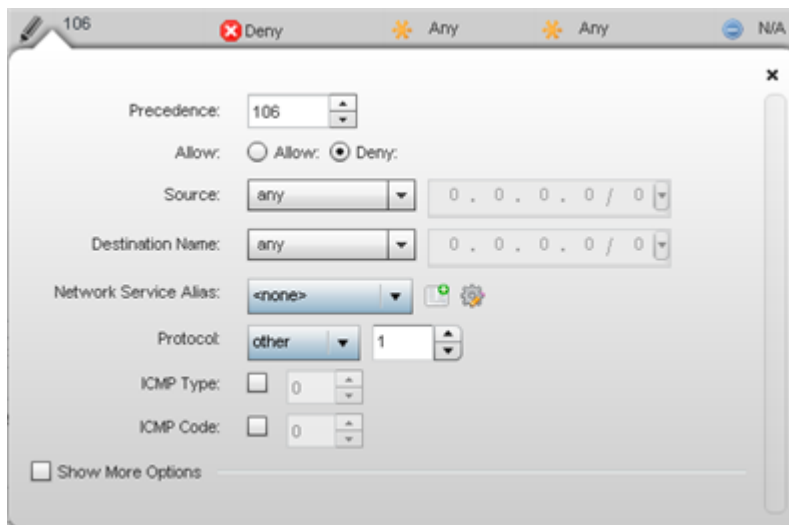 106 Deny Any Any N/A
Precedence: 106
Allow: Allow: Deny:
Source: any 0 . 0 . 0 . 0 / 0
Destination Name: any 0 . 0 . 0 . 0 / 0
Network Service Alias: <none>
Protocol: other 1
ICMP Type: 0
ICMP Code: 0
Show More Options